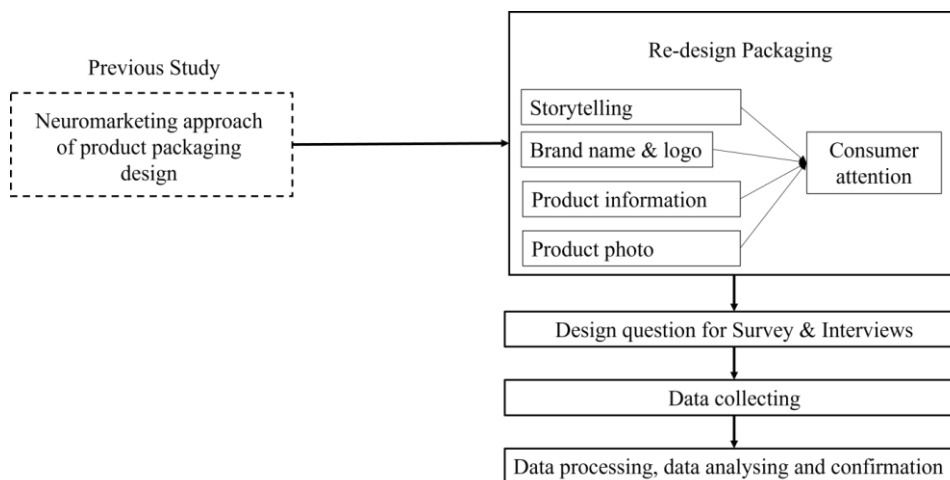 Previous Study
Neuromarketing approach
of product packaging
design
Re-design Packaging
Storytelling
Brand name & logo
Product information
Product photo
Consumer
attention
Design question for Survey & Interviews
Data collecting
Data processing, data analysing and confirmation